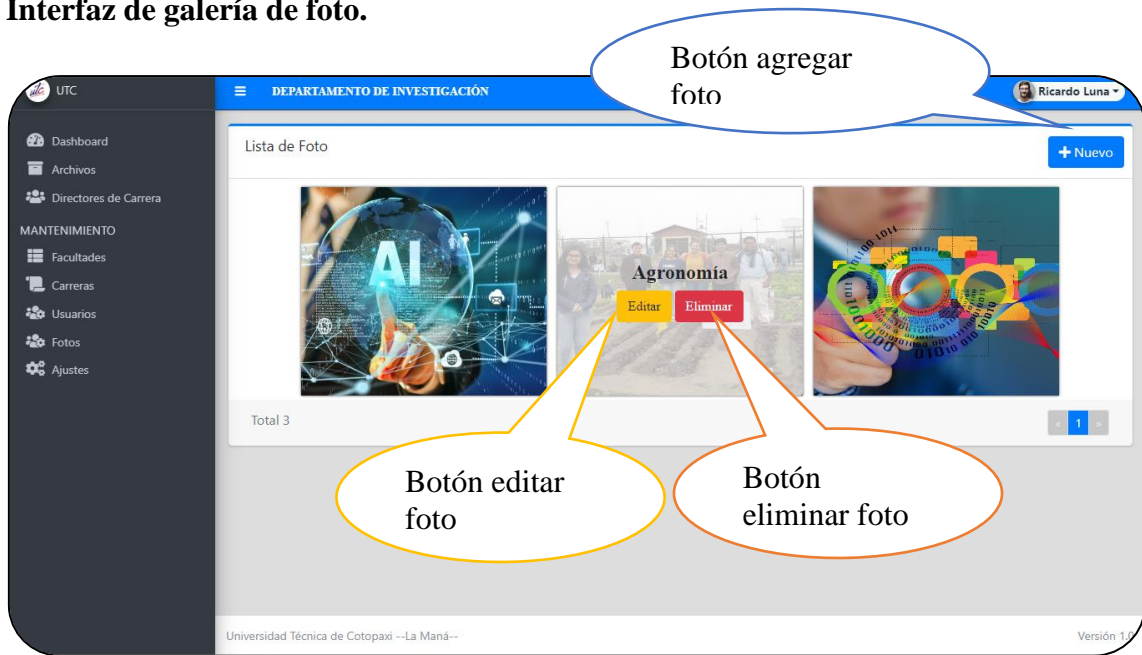 Interfaz de galería de foto.
Botón agregar
foto
UTC
DEPARTAMENTO DE INVESTIGACIÓN
Ricardo Luna
Dashboard
Archivos
Directores de Carrera
MANTENIMIENTO
Facultades
Carreras
Usuarios
Fotos
Ajustes
Lista de Foto
+ Nuevo
AI
Agronomía
Editar
Eliminar
Total 3
« 1 »
Botón editar
foto
Botón
eliminar foto
Universidad Técnica de Cotopaxi --La Maná--
Versión 1.0